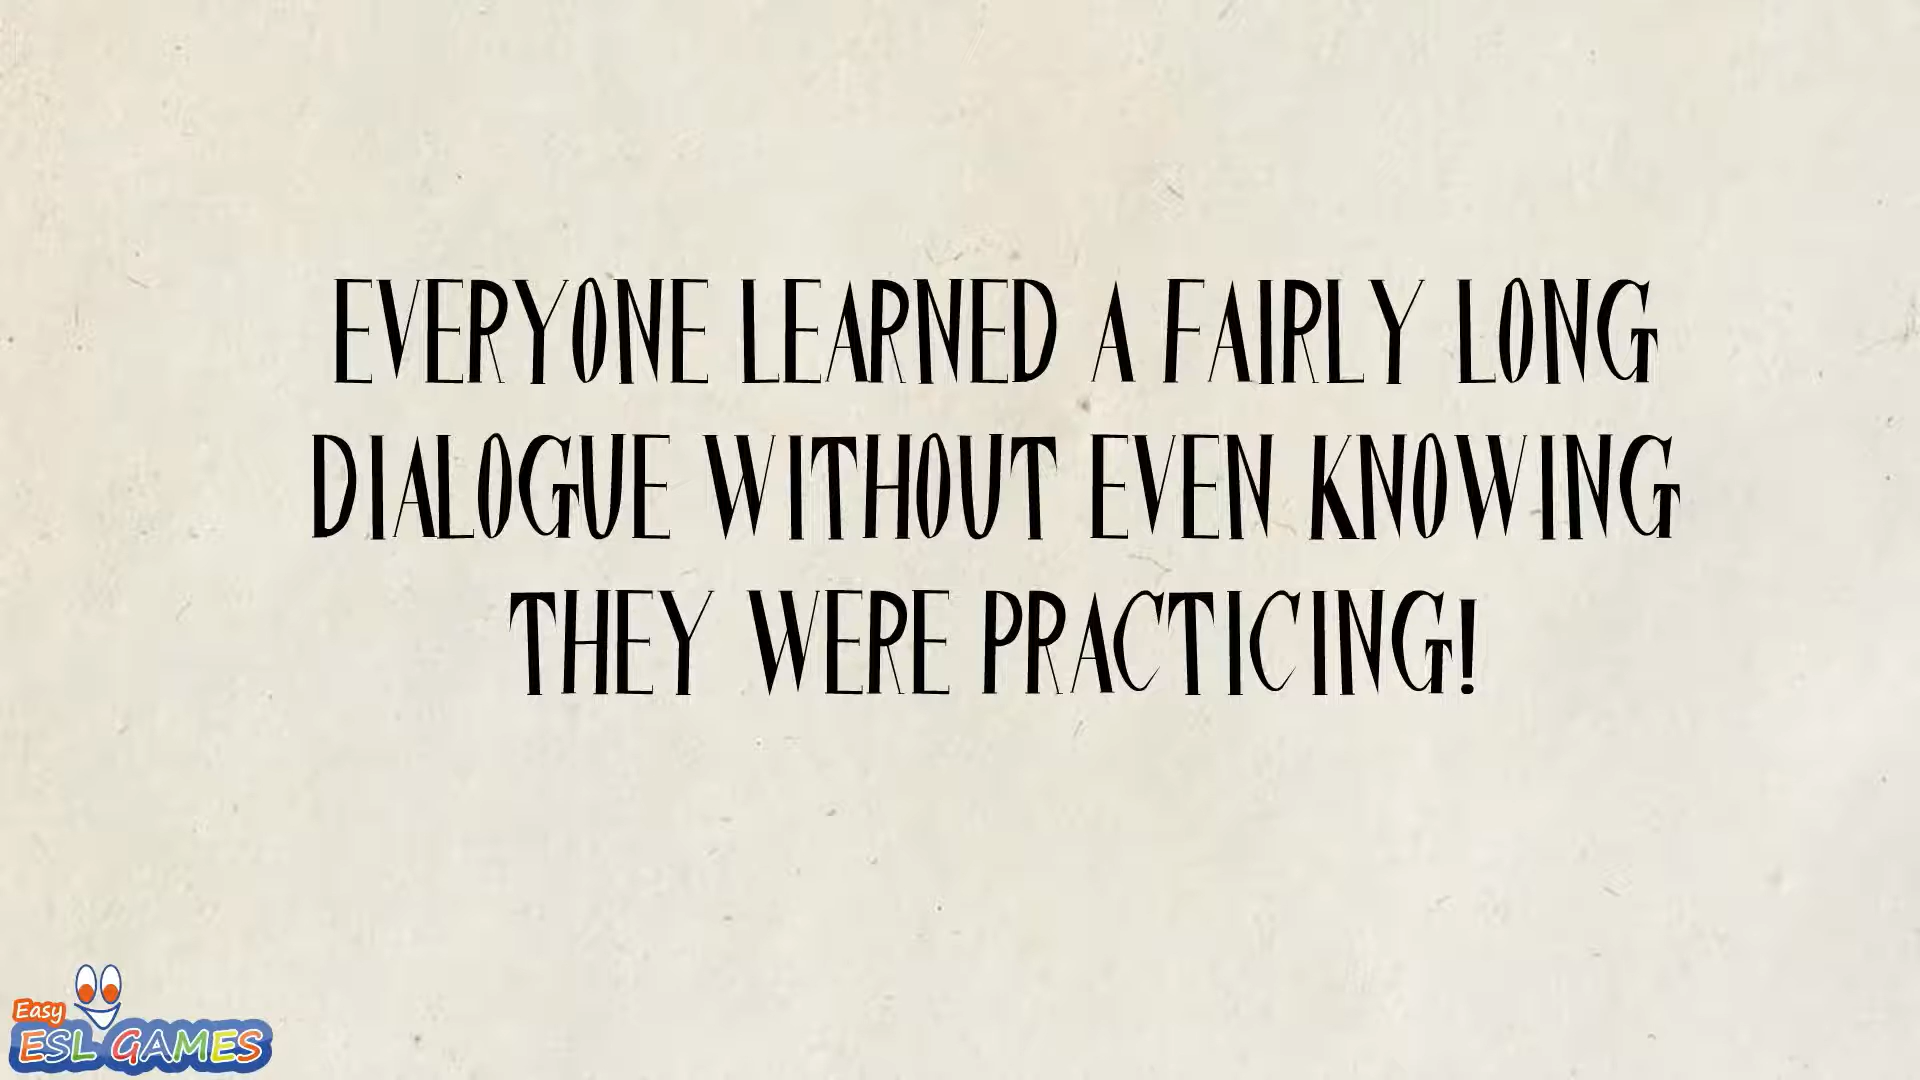 EVERYONE LEARNED A FAIRLY LONG
DIALOGUE WITHOUT EVEN KNOWING
THEY WERE PRACTICING!
Easy
ESL GAMES